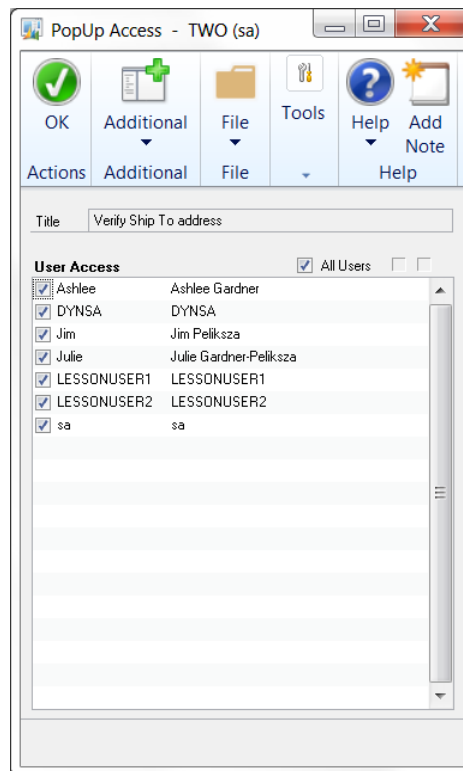 PopUp Access - TWO (sa)
OK Additional File Tools Help Add Note
Actions Additional File Help
Title Verify Ship To address
User Access All Users
Ashlee Ashlee Gardner
DYNSA DYNSA
Jim Jim Peliksza
Julie Julie Gardner-Peliksza
LESSONUSER1 LESSONUSER1
LESSONUSER2 LESSONUSER2
sa sa